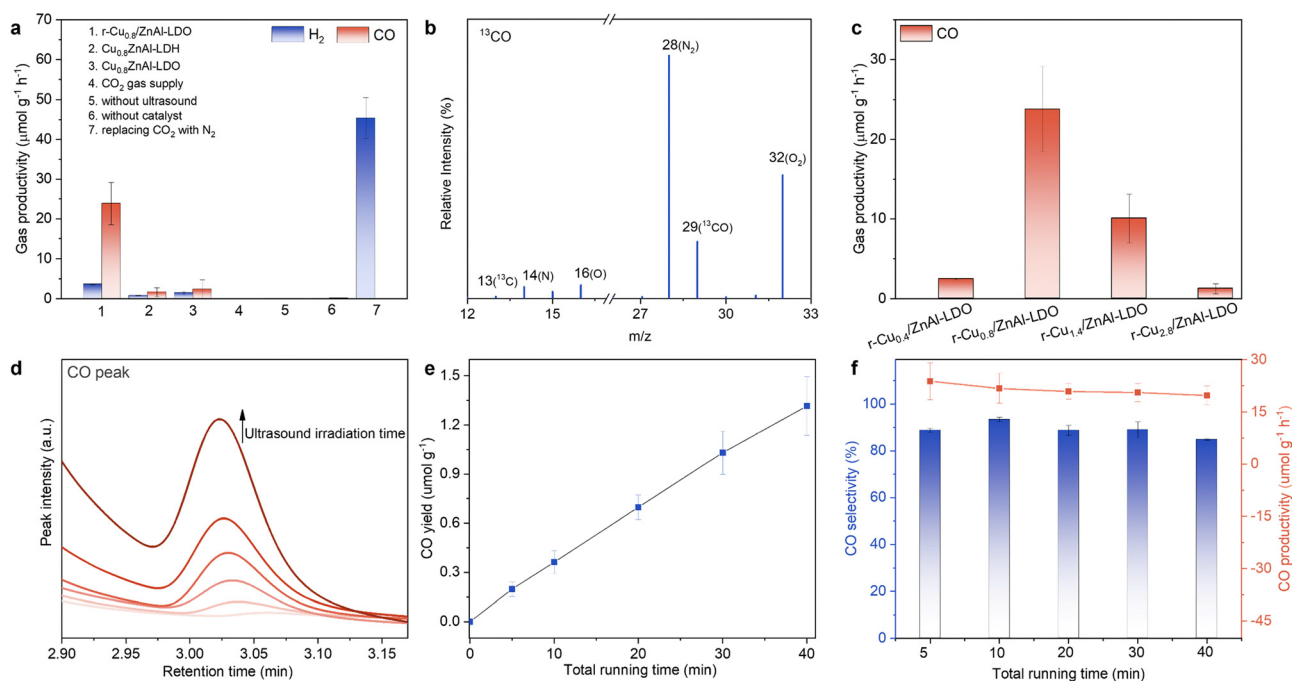 a
Gas productivity (μmol g⁻¹ h⁻¹)
70
60
50
40
30
20
10
0
1. r-Cu₀.₈/ZnAl-LDO
2. Cu₀.₈ZnAl-LDH
3. Cu₀.₈ZnAl-LDO
4. CO₂ gas supply
5. without ultrasound
6. without catalyst
7. replacing CO₂ with N₂
H₂ CO
1 2 3 4 5 6 7
b
¹³CO
Relative Intensity (%)
28(N₂)
32(O₂)
29(¹³CO)
13(¹³C)
14(N)
16(O)
12 14 16 27 29 31 33
m/z
c
CO
Gas productivity (μmol g⁻¹ h⁻¹)
30
20
10
0
r-Cu₀.₄/ZnAl-LDO
r-Cu₀.₈/ZnAl-LDO
r-Cu₁.₄/ZnAl-LDO
r-Cu₂.₈/ZnAl-LDO
d
CO peak
Peak intensity (a.u.)
Ultrasound irradiation time
2.90 2.95 3.00 3.05 3.10 3.15
Retention time (min)
e
CO yield (umol g⁻¹)
1.5
1.2
0.9
0.6
0.3
0.0
0 10 20 30 40
Total running time (min)
f
CO selectivity (%)
100
80
60
40
20
0
5 10 20 30 40
Total running time (min)
30
15
0
-15
-30
-45
CO productivity (μmol g⁻¹ h⁻¹)